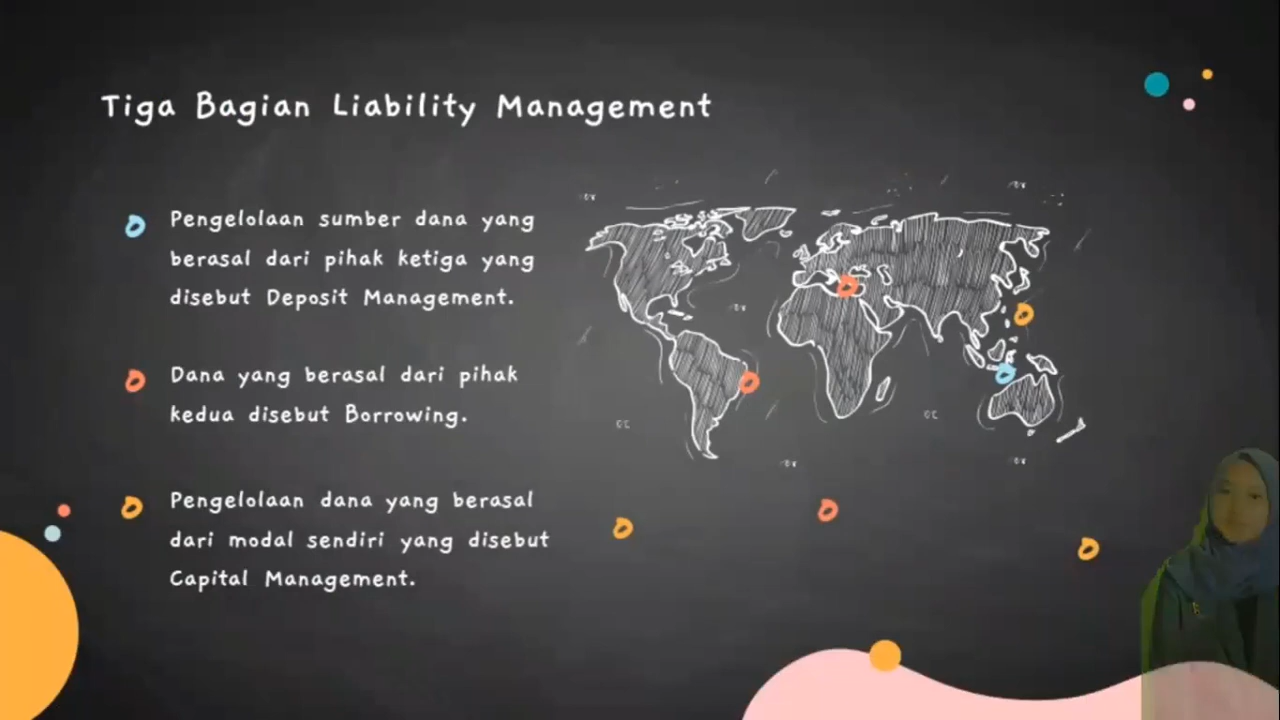 Tiga Bagian Liability Management
Pengelolaan sumber dana yang
berasal dari pihak ketiga yang
disebut Deposit Management.
Dana yang berasal dari pihak
kedua disebut Borrowing.
Pengelolaan dana yang berasal
dari modal sendiri yang disebut
Capital Management.